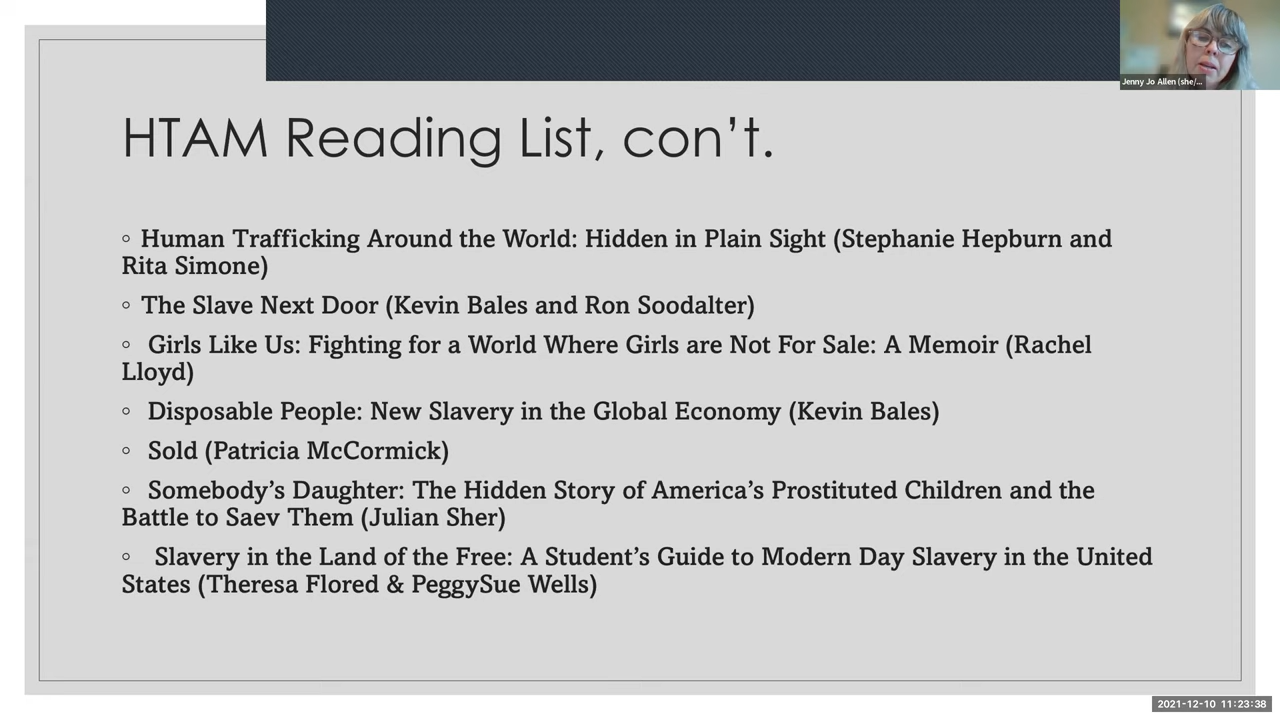 Jenny Jo Allen (she/...
HTAM Reading List, con’t.
◦ Human Trafficking Around the World: Hidden in Plain Sight (Stephanie Hepburn and
Rita Simone)
◦ The Slave Next Door (Kevin Bales and Ron Soodalter)
◦ Girls Like Us: Fighting for a World Where Girls are Not For Sale: A Memoir (Rachel
Lloyd)
◦ Disposable People: New Slavery in the Global Economy (Kevin Bales)
◦ Sold (Patricia McCormick)
◦ Somebody’s Daughter: The Hidden Story of America’s Prostituted Children and the
Battle to Saev Them (Julian Sher)
◦ Slavery in the Land of the Free: A Student’s Guide to Modern Day Slavery in the United
States (Theresa Flored & PeggySue Wells)
2021-12-10 11:23:38